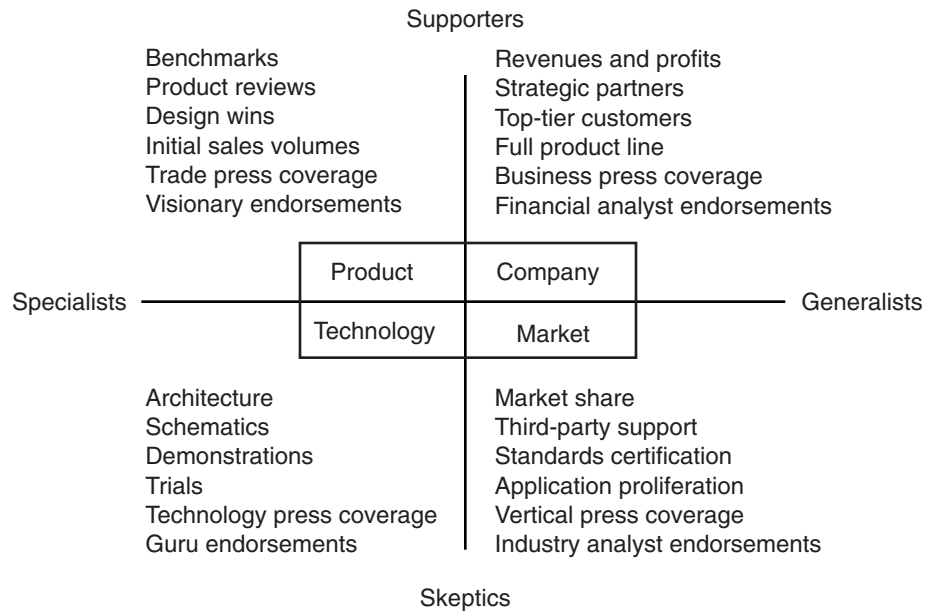 Supporters
Benchmarks
Product reviews
Design wins
Initial sales volumes
Trade press coverage
Visionary endorsements
Revenues and profits
Strategic partners
Top-tier customers
Full product line
Business press coverage
Financial analyst endorsements
Product
Company
Specialists
Generalists
Technology
Market
Architecture
Schematics
Demonstrations
Trials
Technology press coverage
Guru endorsements
Market share
Third-party support
Standards certification
Application proliferation
Vertical press coverage
Industry analyst endorsements
Skeptics